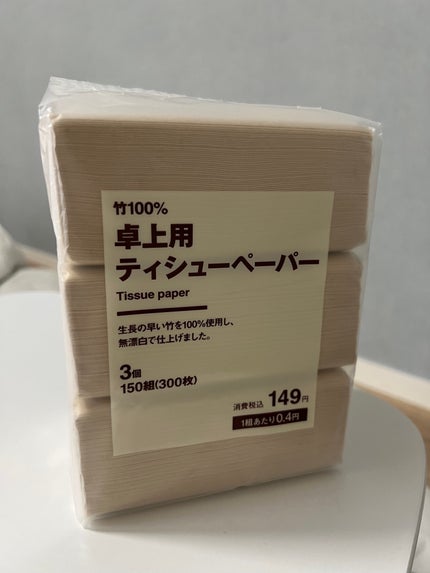 竹100%
卓上用
ティシューペーパー
Tissue paper
生長の早い竹を100%使用し、
無漂白で仕上げました。
3個
150組(300枚)
消費税込 149円
1組あたり0.4円